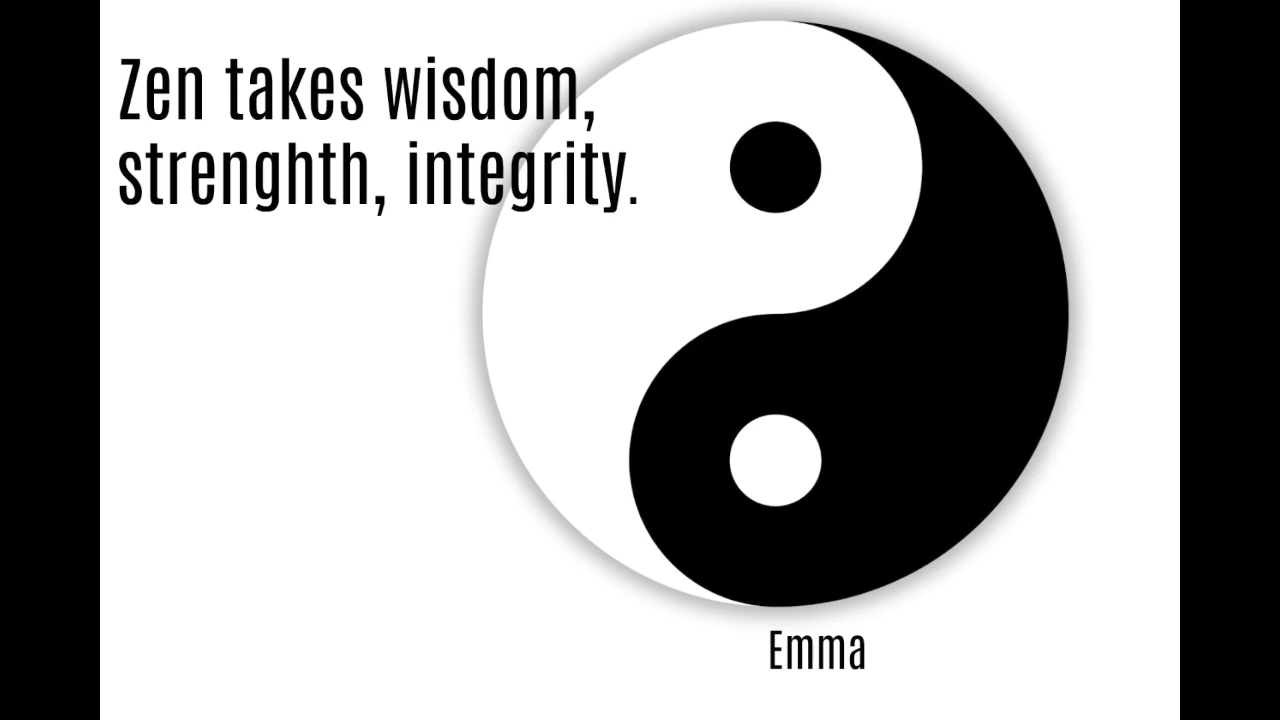 Zen takes wisdom,
strenghth, integrity.
Emma